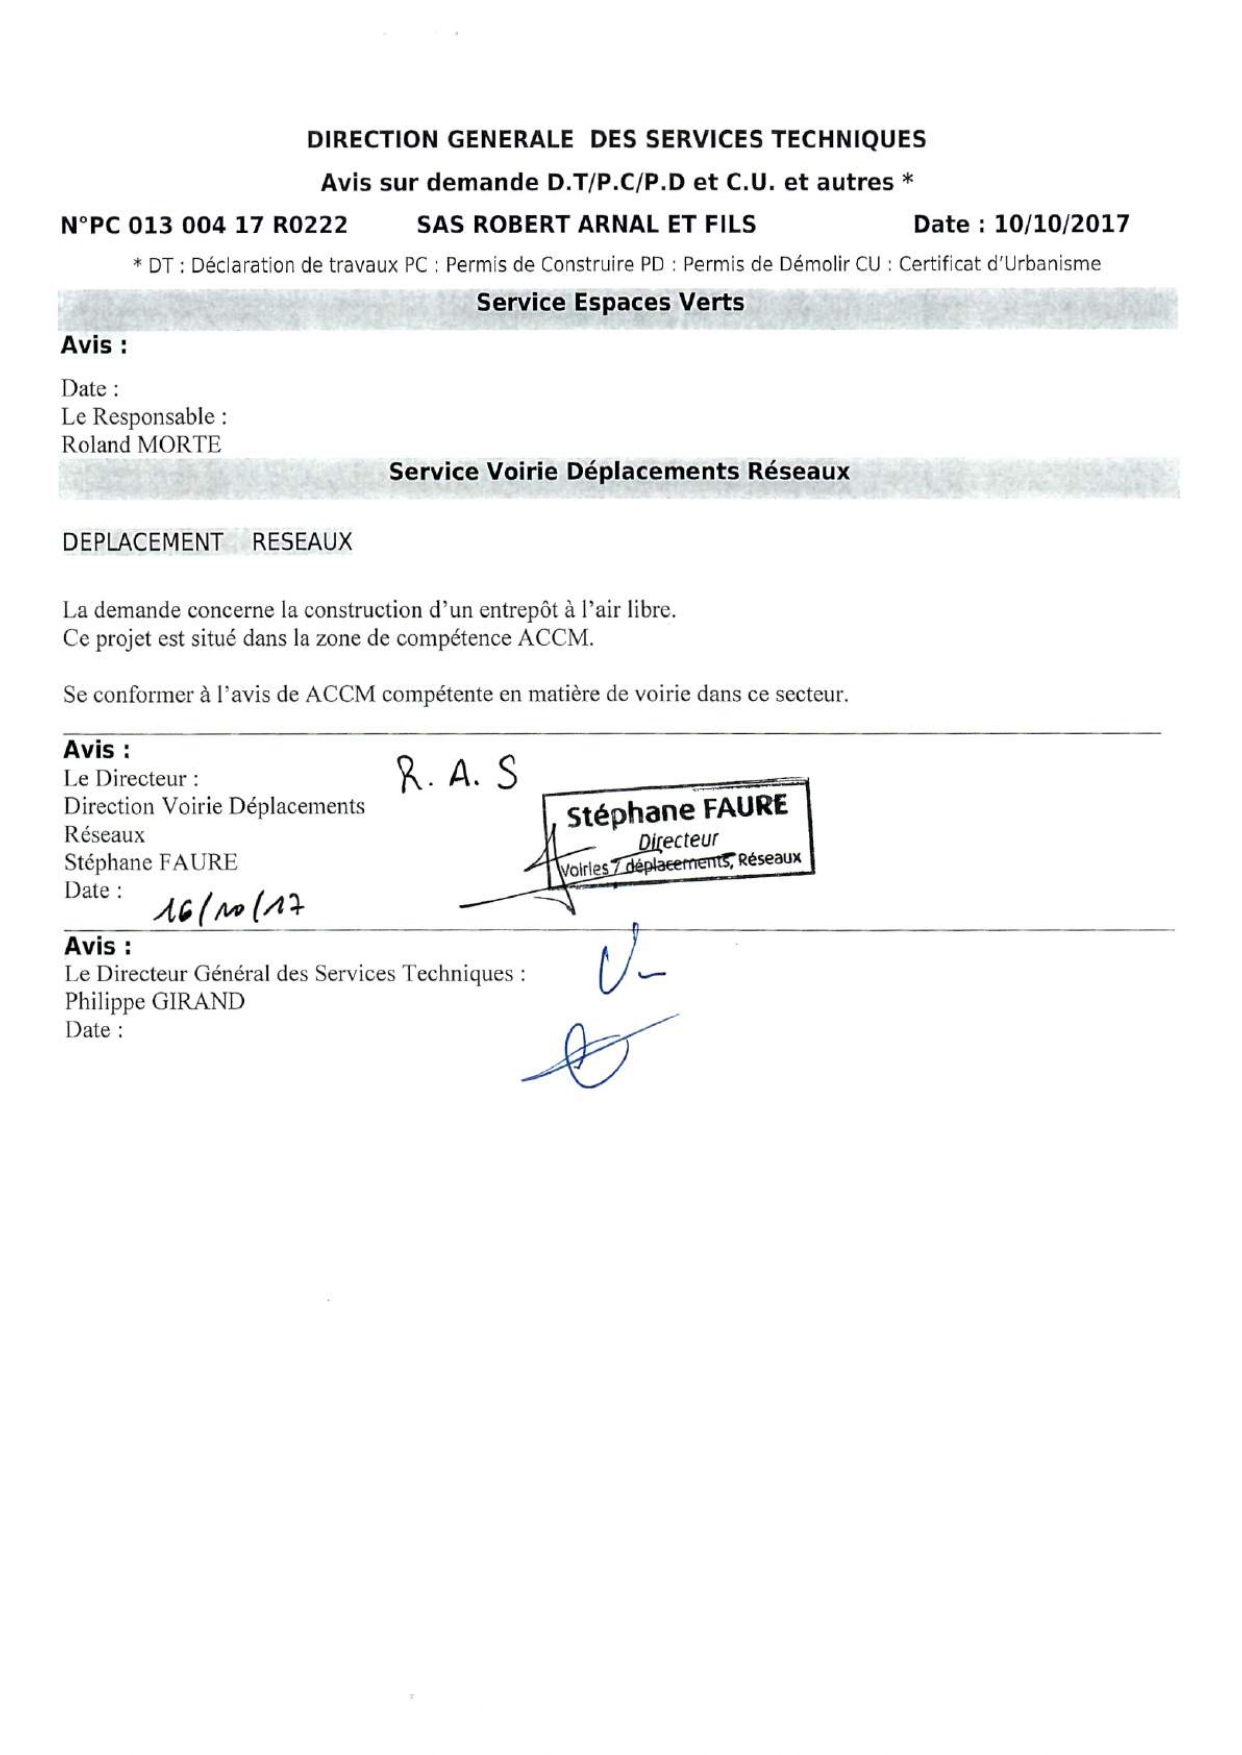 DIRECTION GENERALE DES SERVICES TECHNIQUES
Avis sur demande D.T/P.C/P.D et C.U. et autres *
N°PC 013 004 17 R0222 SAS ROBERT ARNAL ET FILS Date : 10/10/2017
* DT : Déclaration de travaux PC : Permis de Construire PD : Permis de Démolir CU : Certificat d'Urbanisme
Service Espaces Verts
Avis :
Date :
Le Responsable :
Roland MORTE
Service Voirie Déplacements Réseaux
DEPLACEMENT RESEAUX
La demande concerne la construction d'un entrepôt à l'air libre.
Ce projet est situé dans la zone de compétence ACCM.
Se conformer à l'avis de ACCM compétente en matière de voirie dans ce secteur.
Avis :
R. A. S
Le Directeur :
Direction Voirie Déplacements
Réseaux
Stéphane FAURE
Date : 16/10/17
Stéphane FAURE
Directeur
Voiries / déplacements, Réseaux
Avis :
Le Directeur Général des Services Techniques :
Philippe GIRAND
Date :